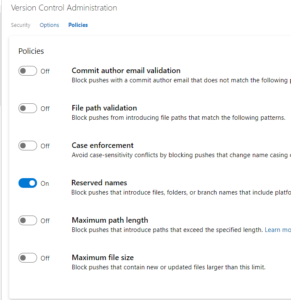 Version Control Administration
Security Options Policies
Policies
Off Commit author email validation
Block pushes with a commit author email that does not match the following
Off File path validation
Block pushes from introducing file paths that match the following patterns.
Off Case enforcement
Avoid case-sensitivity conflicts by blocking pushes that change name casing
On Reserved names
Block pushes that introduce files, folders, or branch names that include platfo
Off Maximum path length
Block pushes that introduce paths that exceed the specified length. Learn mo
Off Maximum file size
Block pushes that contain new or updated files larger than this limit.